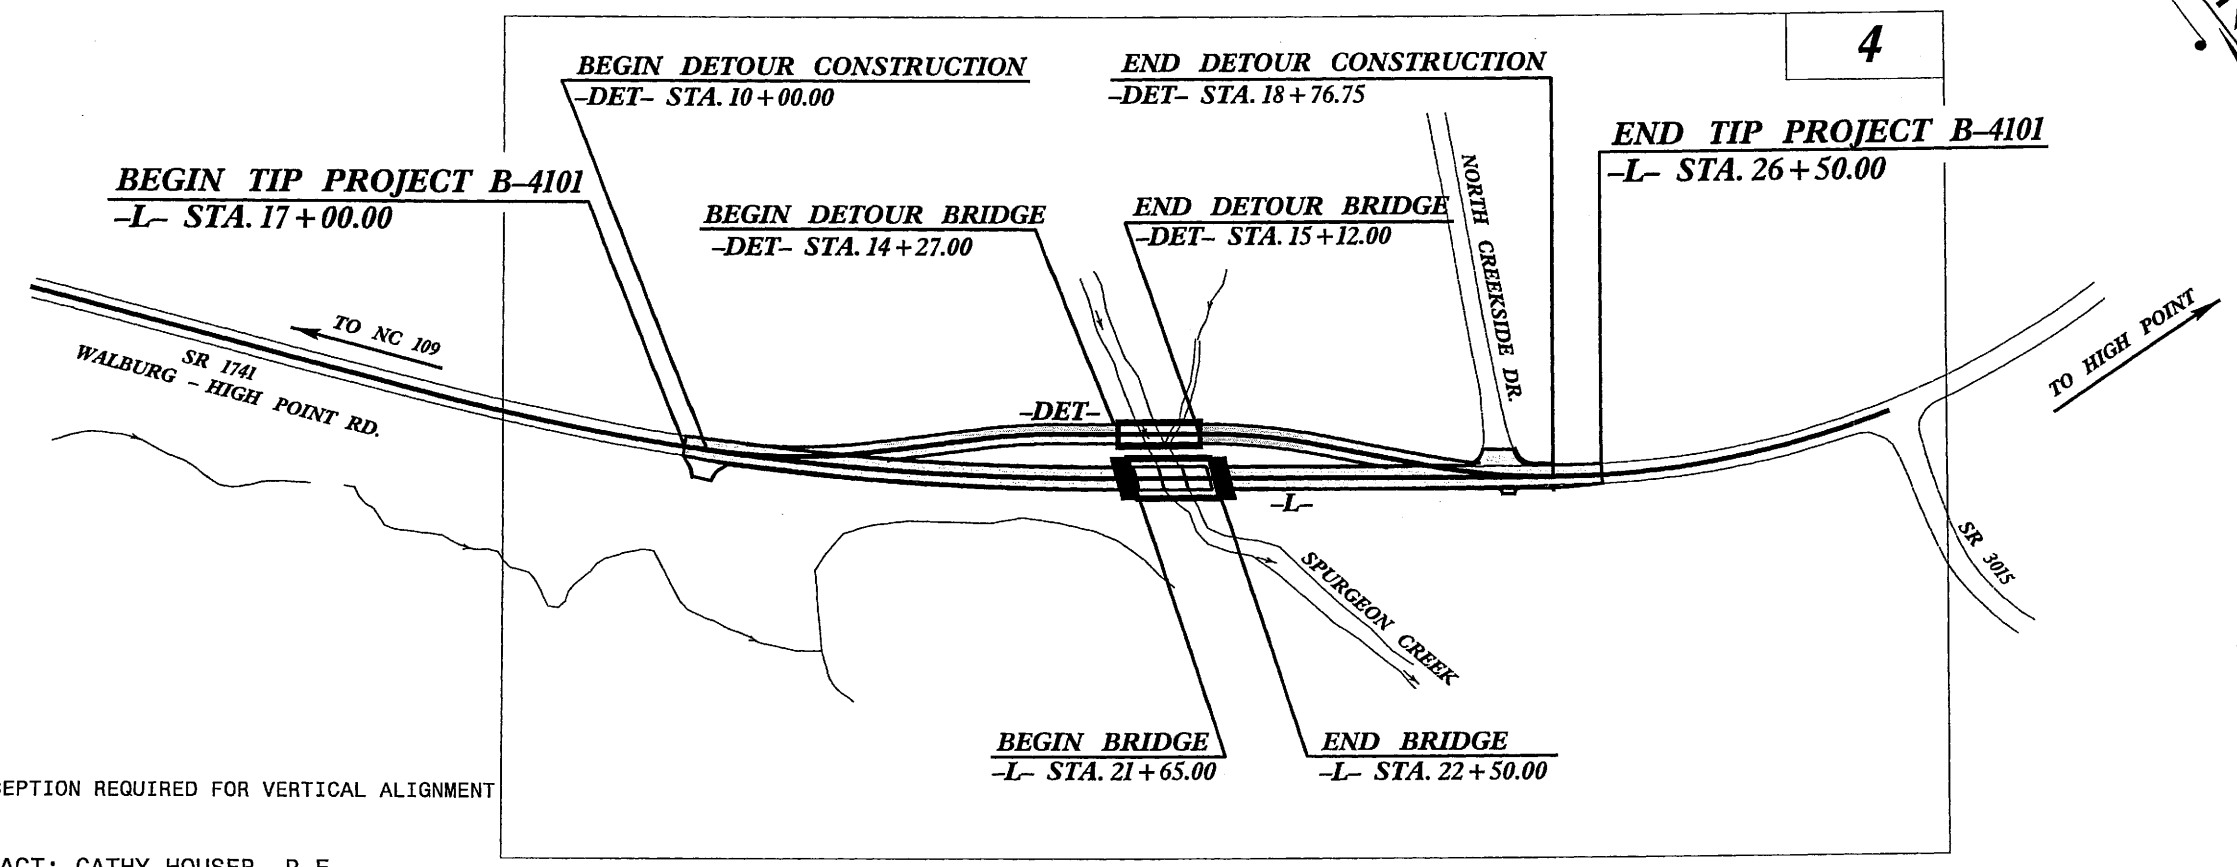 4
BEGIN DETOUR CONSTRUCTION
-DET- STA. 10+00.00
END DETOUR CONSTRUCTION
-DET- STA. 18+76.75
BEGIN TIP PROJECT B-4101
-L- STA. 17+00.00
END TIP PROJECT B-4101
-L- STA. 26+50.00
BEGIN DETOUR BRIDGE
-DET- STA. 14+27.00
END DETOUR BRIDGE
-DET- STA. 15+12.00
NORTH CREEKSIDE DR.
TO NC 109
SR 1741
WALBURG - HIGH POINT RD.
TO HIGH POINT
-DET-
-L-
SR 3015
SPURGEON CREEK
BEGIN BRIDGE
-L- STA. 21+65.00
END BRIDGE
-L- STA. 22+50.00
EPTION REQUIRED FOR VERTICAL ALIGNMENT
ACT: CATHY HOUSER, P.E.